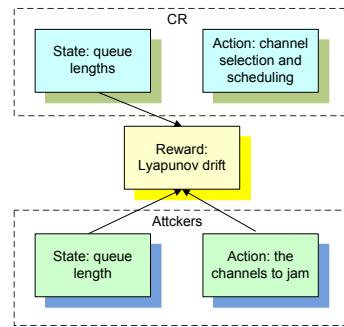 CR
State: queue
lengths
Action: channel
selection and
scheduling
Reward:
Lyapunov drift
Attckers
State: queue
length
Action: the
channels to jam